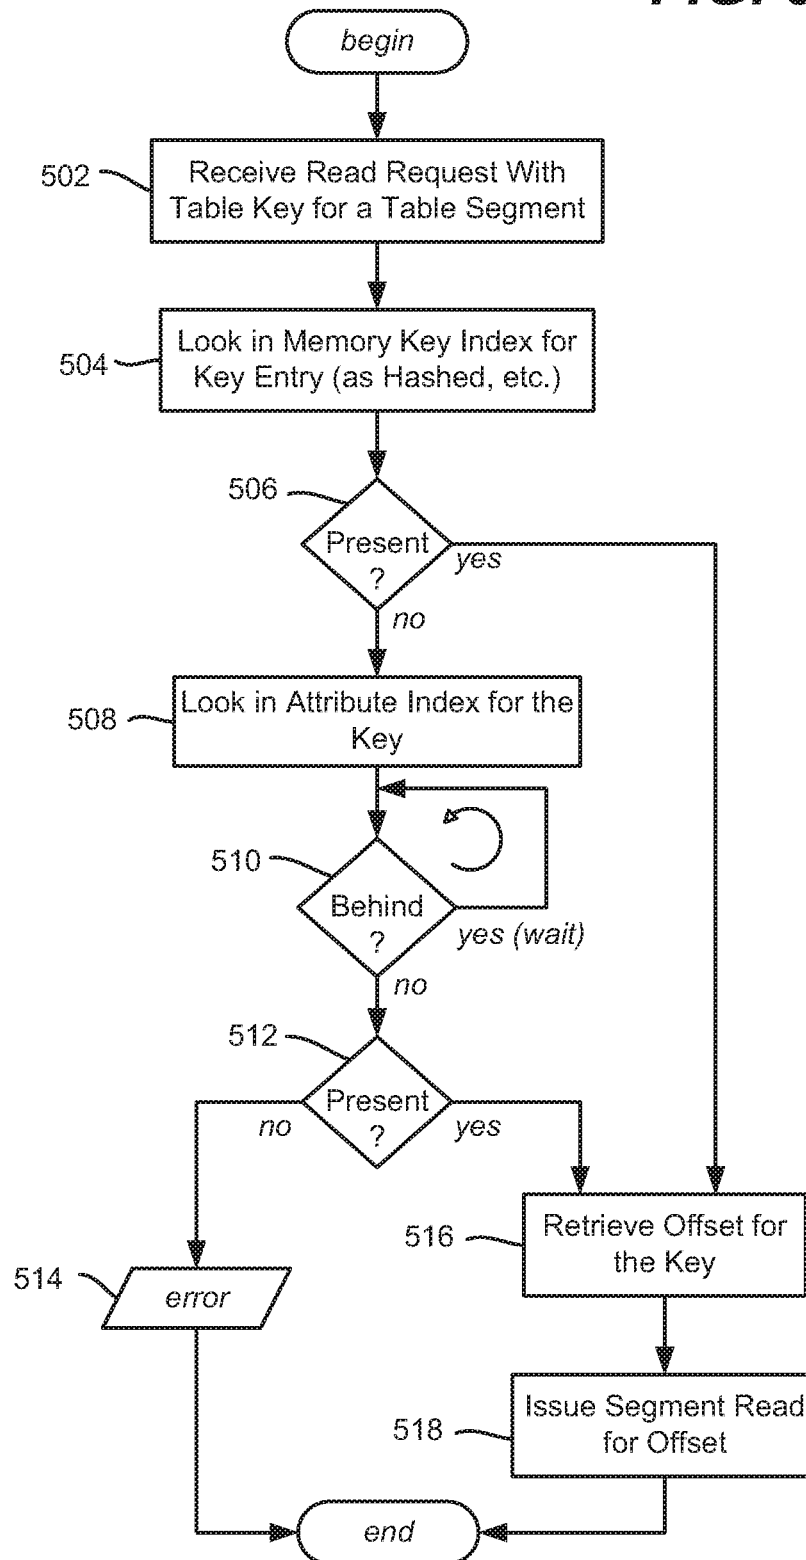 begin
502
Receive Read Request With
Table Key for a Table Segment
504
Look in Memory Key Index for
Key Entry (as Hashed, etc.)
506
Present
?
yes
no
508
Look in Attribute Index for the
Key
510
Behind
?
yes (wait)
no
512
Present
?
no
yes
516
Retrieve Offset for
the Key
514
error
518
Issue Segment Read
for Offset
end